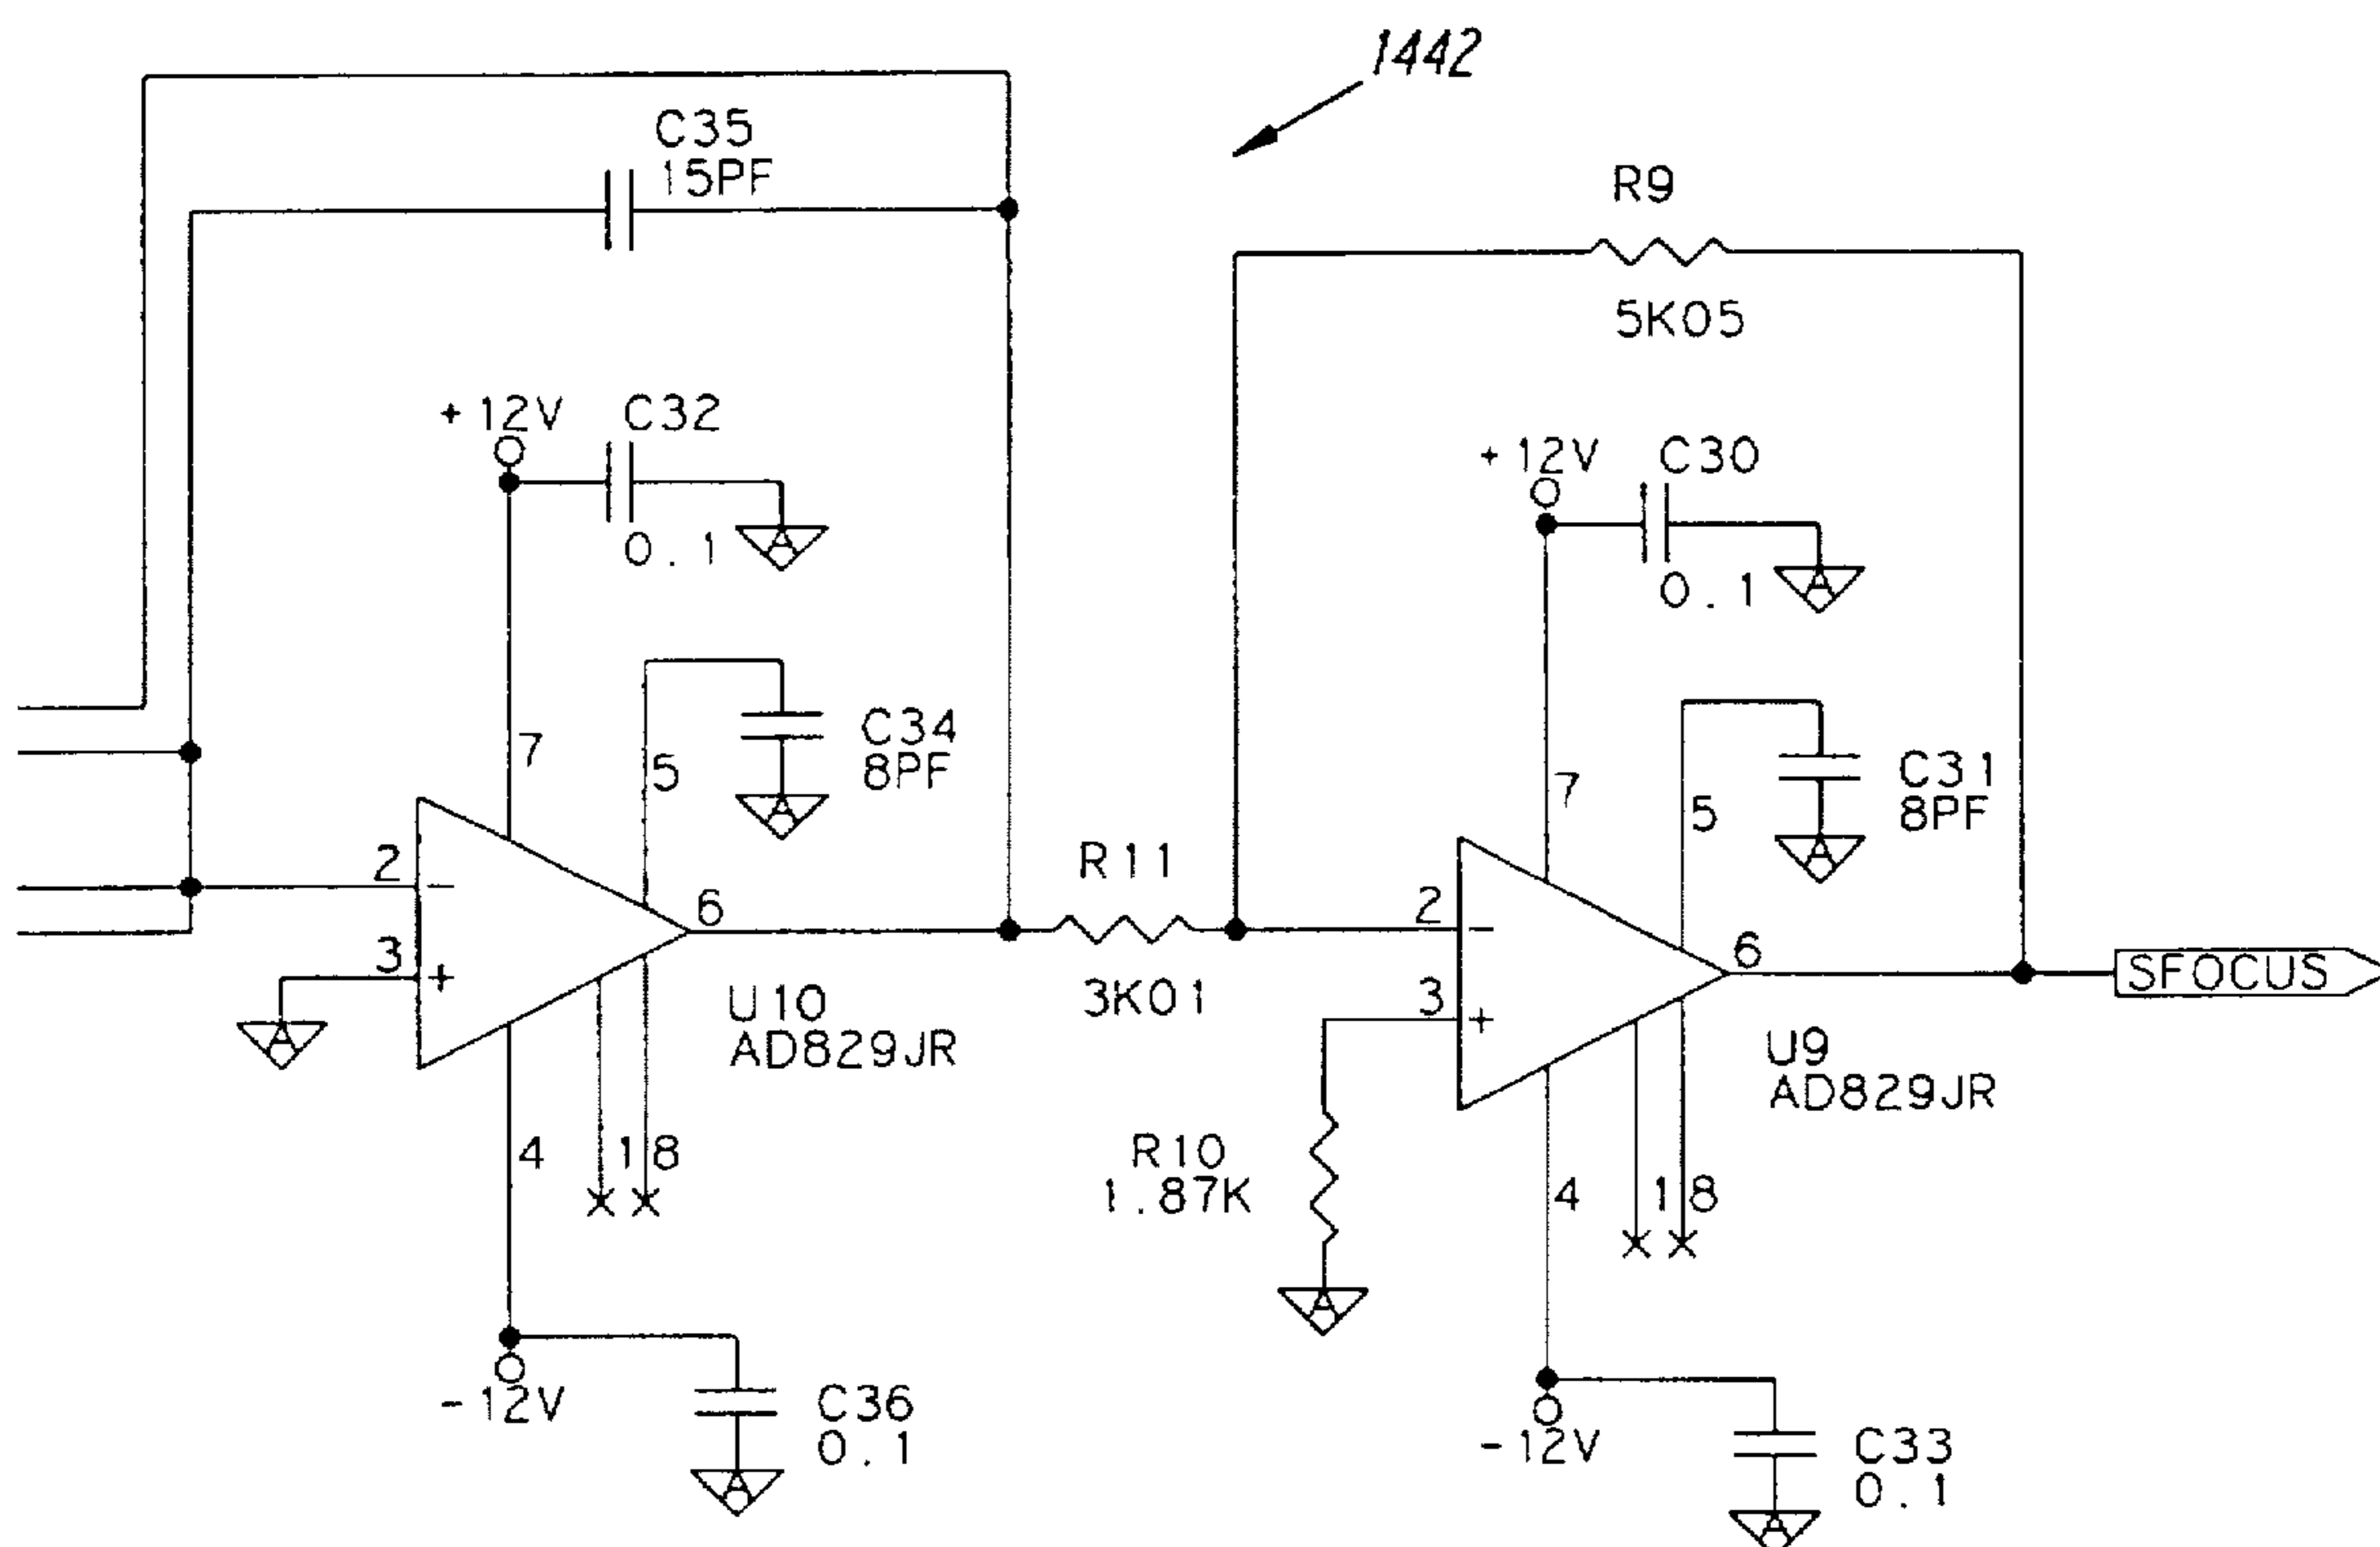 1442
C35
15PF
R9
5K05
+12V
C32
0.1
A
+12V
C30
0.1
A
7
5
C34
8PF
A
7
5
C31
8PF
A
2
-
3
+
6
A
U10
AD829JR
R11
3K01
2
-
3
+
6
SFOCUS
U9
AD829JR
4
1
8
R10
1.87K
A
4
1
8
-12V
C36
0.1
A
-12V
C33
0.1
A